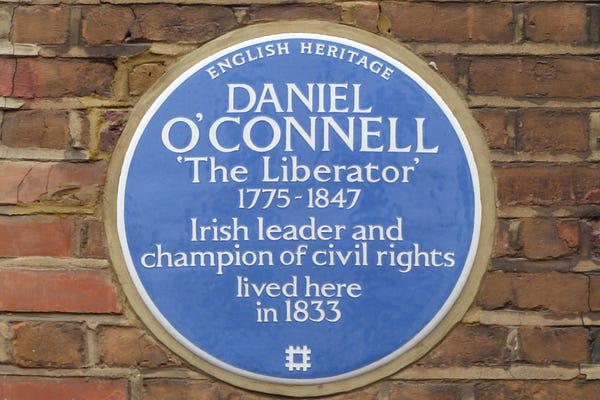 ENGLISH HERITAGE
DANIEL
O'CONNELL
'The Liberator'
1775-1847
Irish leader and
champion of civil rights
lived here
in 1833